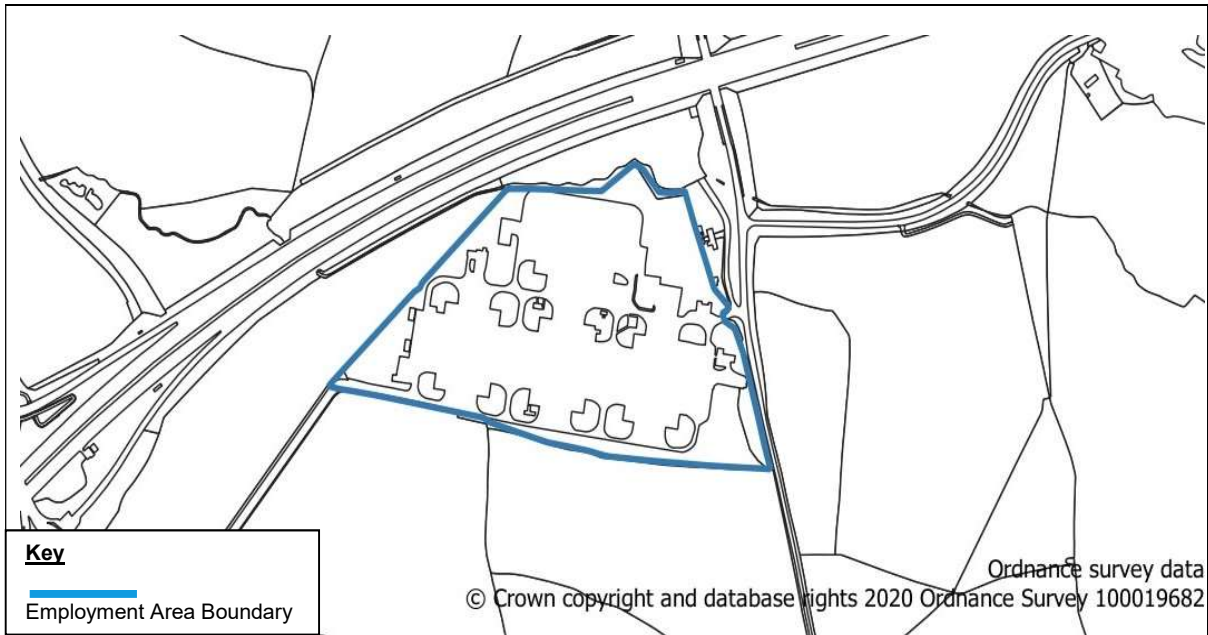 Key
Employment Area Boundary
Ordnance survey data
© Crown copyright and database rights 2020 Ordnance Survey 100019682